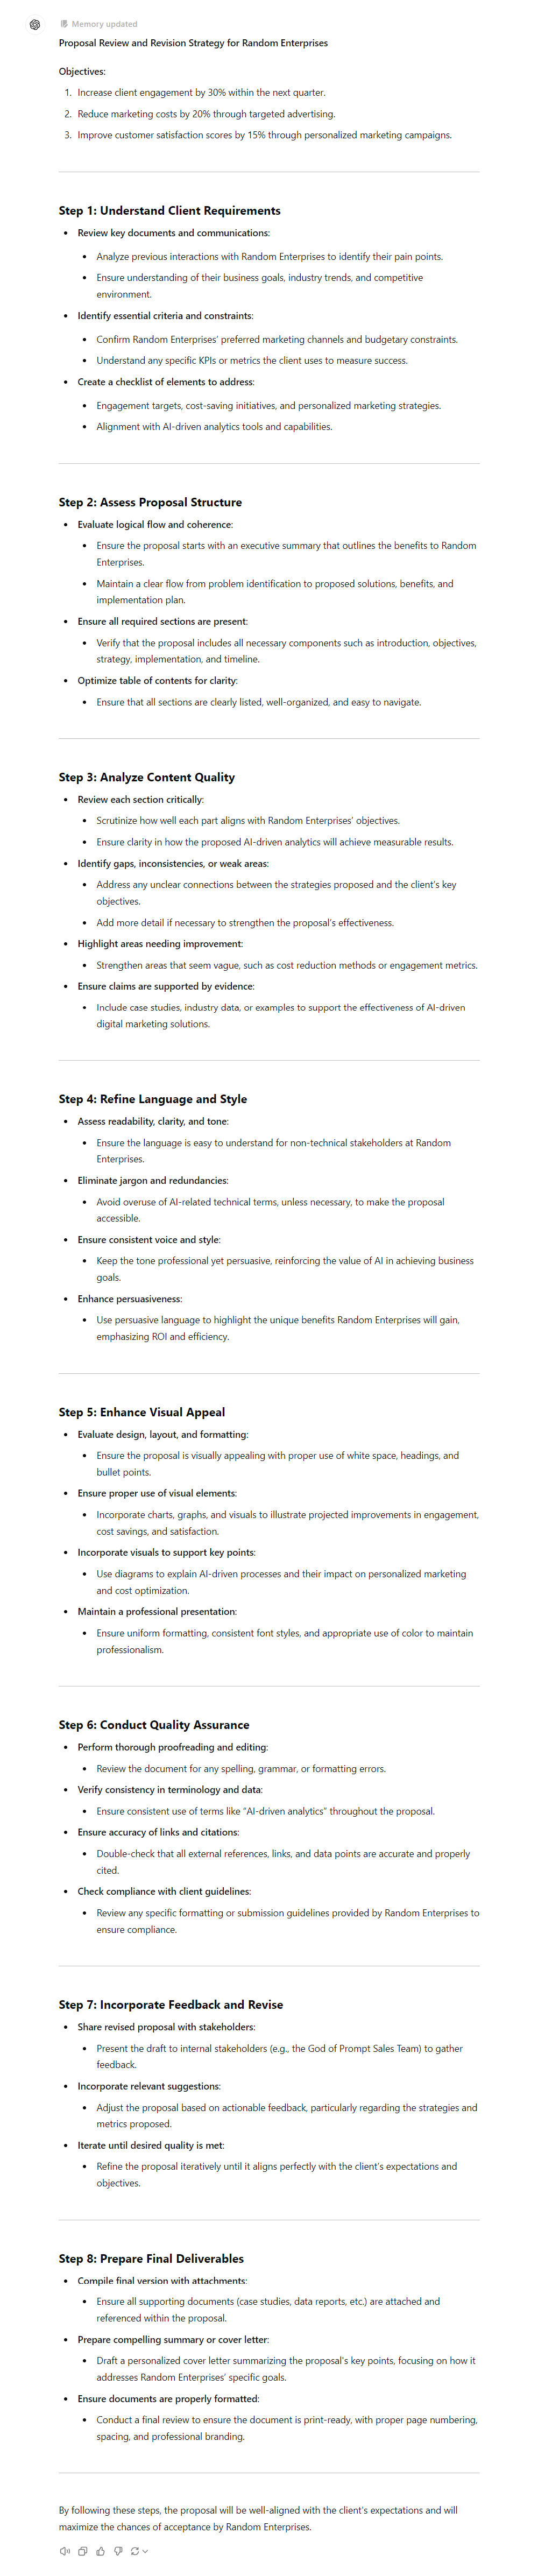 Memory updated
Proposal Review and Revision Strategy for Random Enterprises
Objectives:
1. Increase client engagement by 30% within the next quarter.
2. Reduce marketing costs by 20% through targeted advertising.
3. Improve customer satisfaction scores by 15% through personalized marketing campaigns.
Step 1: Understand Client Requirements
• Review key documents and communications:
• Analyze previous interactions with Random Enterprises to identify their pain points.
• Ensure understanding of their business goals, industry trends, and competitive
environment.
• Identify essential criteria and constraints:
• Confirm Random Enterprises' preferred marketing channels and budgetary constraints.
• Understand any specific KPIs or metrics the client uses to measure success.
• Create a checklist of elements to address:
• Engagement targets, cost-saving initiatives, and personalized marketing strategies.
• Alignment with AI-driven analytics tools and capabilities.
Step 2: Assess Proposal Structure
• Evaluate logical flow and coherence:
• Ensure the proposal starts with an executive summary that outlines the benefits to Random
Enterprises.
• Maintain a clear flow from problem identification to proposed solutions, benefits, and
implementation plan.
• Ensure all required sections are present:
• Verify that the proposal includes all necessary components such as introduction, objectives,
strategy, implementation, and timeline.
• Optimize table of contents for clarity:
• Ensure that all sections are clearly listed, well-organized, and easy to navigate.
Step 3: Analyze Content Quality
• Review each section critically:
• Scrutinize how well each part aligns with Random Enterprises' objectives.
• Ensure clarity in how the proposed AI-driven analytics will achieve measurable results.
• Identify gaps, inconsistencies, or weak areas:
• Address any unclear connections between the strategies proposed and the client's key
objectives.
• Add more detail if necessary to strengthen the proposal's effectiveness.
• Highlight areas needing improvement:
• Strengthen areas that seem vague, such as cost reduction methods or engagement metrics.
• Ensure claims are supported by evidence:
• Include case studies, industry data, or examples to support the effectiveness of AI-driven
digital marketing solutions.
Step 4: Refine Language and Style
• Assess readability, clarity, and tone:
• Ensure the language is easy to understand for non-technical stakeholders at Random
Enterprises.
• Eliminate jargon and redundancies:
• Avoid overuse of AI-related technical terms, unless necessary, to make the proposal
accessible.
• Ensure consistent voice and style:
• Keep the tone professional yet persuasive, reinforcing the value of AI in achieving business
goals.
• Enhance persuasiveness:
• Use persuasive language to highlight the unique benefits Random Enterprises will gain,
emphasizing ROI and efficiency.
Step 5: Enhance Visual Appeal
• Evaluate design, layout, and formatting:
• Ensure the proposal is visually appealing with proper use of white space, headings, and
bullet points.
• Ensure proper use of visual elements:
• Incorporate charts, graphs, and visuals to illustrate projected improvements in engagement,
cost savings, and satisfaction.
• Incorporate visuals to support key points:
• Use diagrams to explain AI-driven processes and their impact on personalized marketing
and cost optimization.
• Maintain a professional presentation:
• Ensure uniform formatting, consistent font styles, and appropriate use of color to maintain
professionalism.
Step 6: Conduct Quality Assurance
• Perform thorough proofreading and editing:
• Review the document for any spelling, grammar, or formatting errors.
• Verify consistency in terminology and data:
• Ensure consistent use of terms like "AI-driven analytics" throughout the proposal.
• Ensure accuracy of links and citations:
• Double-check that all external references, links, and data points are accurate and properly
cited.
• Check compliance with client guidelines:
• Review any specific formatting or submission guidelines provided by Random Enterprises to
ensure compliance.
Step 7: Incorporate Feedback and Revise
• Share revised proposal with stakeholders:
• Present the draft to internal stakeholders (e.g., the God of Prompt Sales Team) to gather
feedback.
• Incorporate relevant suggestions:
• Adjust the proposal based on actionable feedback, particularly regarding the strategies and
metrics proposed.
• Iterate until desired quality is met:
• Refine the proposal iteratively until it aligns perfectly with the client's expectations and
objectives.
Step 8: Prepare Final Deliverables
• Compile final version with attachments:
• Ensure all supporting documents (case studies, data reports, etc.) are attached and
referenced within the proposal.
• Prepare compelling summary or cover letter:
• Draft a personalized cover letter summarizing the proposal's key points, focusing on how it
addresses Random Enterprises' specific goals.
• Ensure documents are properly formatted:
• Conduct a final review to ensure the document is print-ready, with proper page numbering,
spacing, and professional branding.
By following these steps, the proposal will be well-aligned with the client's expectations and will
maximize the chances of acceptance by Random Enterprises.